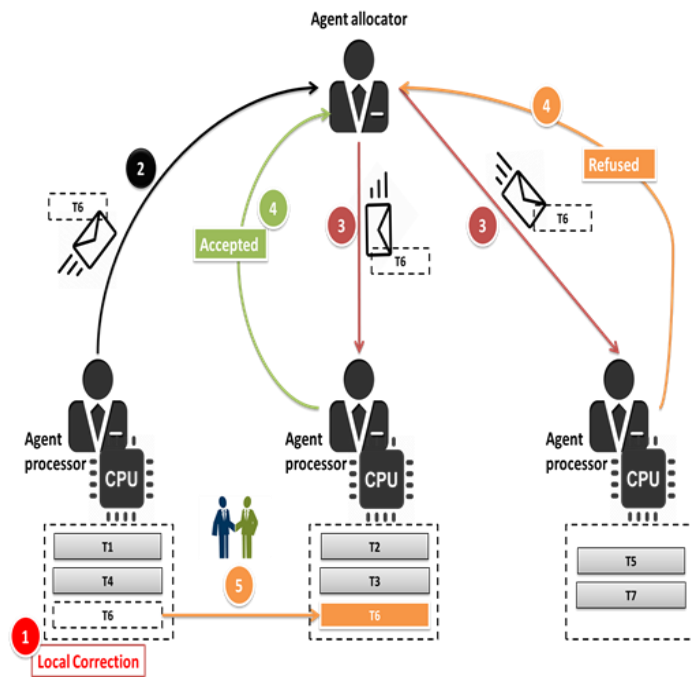 Agent allocator
4
2
Refused
T6
4
T6
3
3
Accepted
T6
Agent
processor
CPU
Agent
processor
CPU
Agent
processor
CPU
T1
T4
T6
5
T2
T3
T6
T5
T7
1
Local Correction